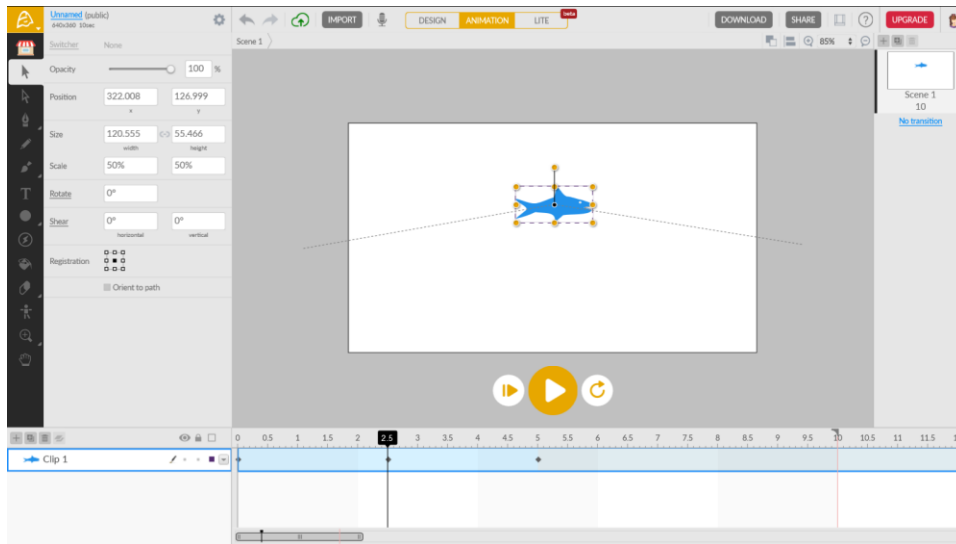 Unnamed (public)
640x360 10sec
IMPORT
DESIGN ANIMATION LITE beta
DOWNLOAD SHARE ? UPGRADE
Switcher None
Scene 1
85%
Opacity 100 %
Position 322.008 126.999
x y
Size 120.555 55.466
width height
Scale 50% 50%
Rotate 0°
Shear 0° 0°
horizontal vertical
Registration
Orient to path
Scene 1
10
No transition
T
0 0.5 1 1.5 2 2.5 3 3.5 4 4.5 5 5.5 6 6.5 7 7.5 8 8.5 9 9.5 10 10.5 11 11.5
Clip 1